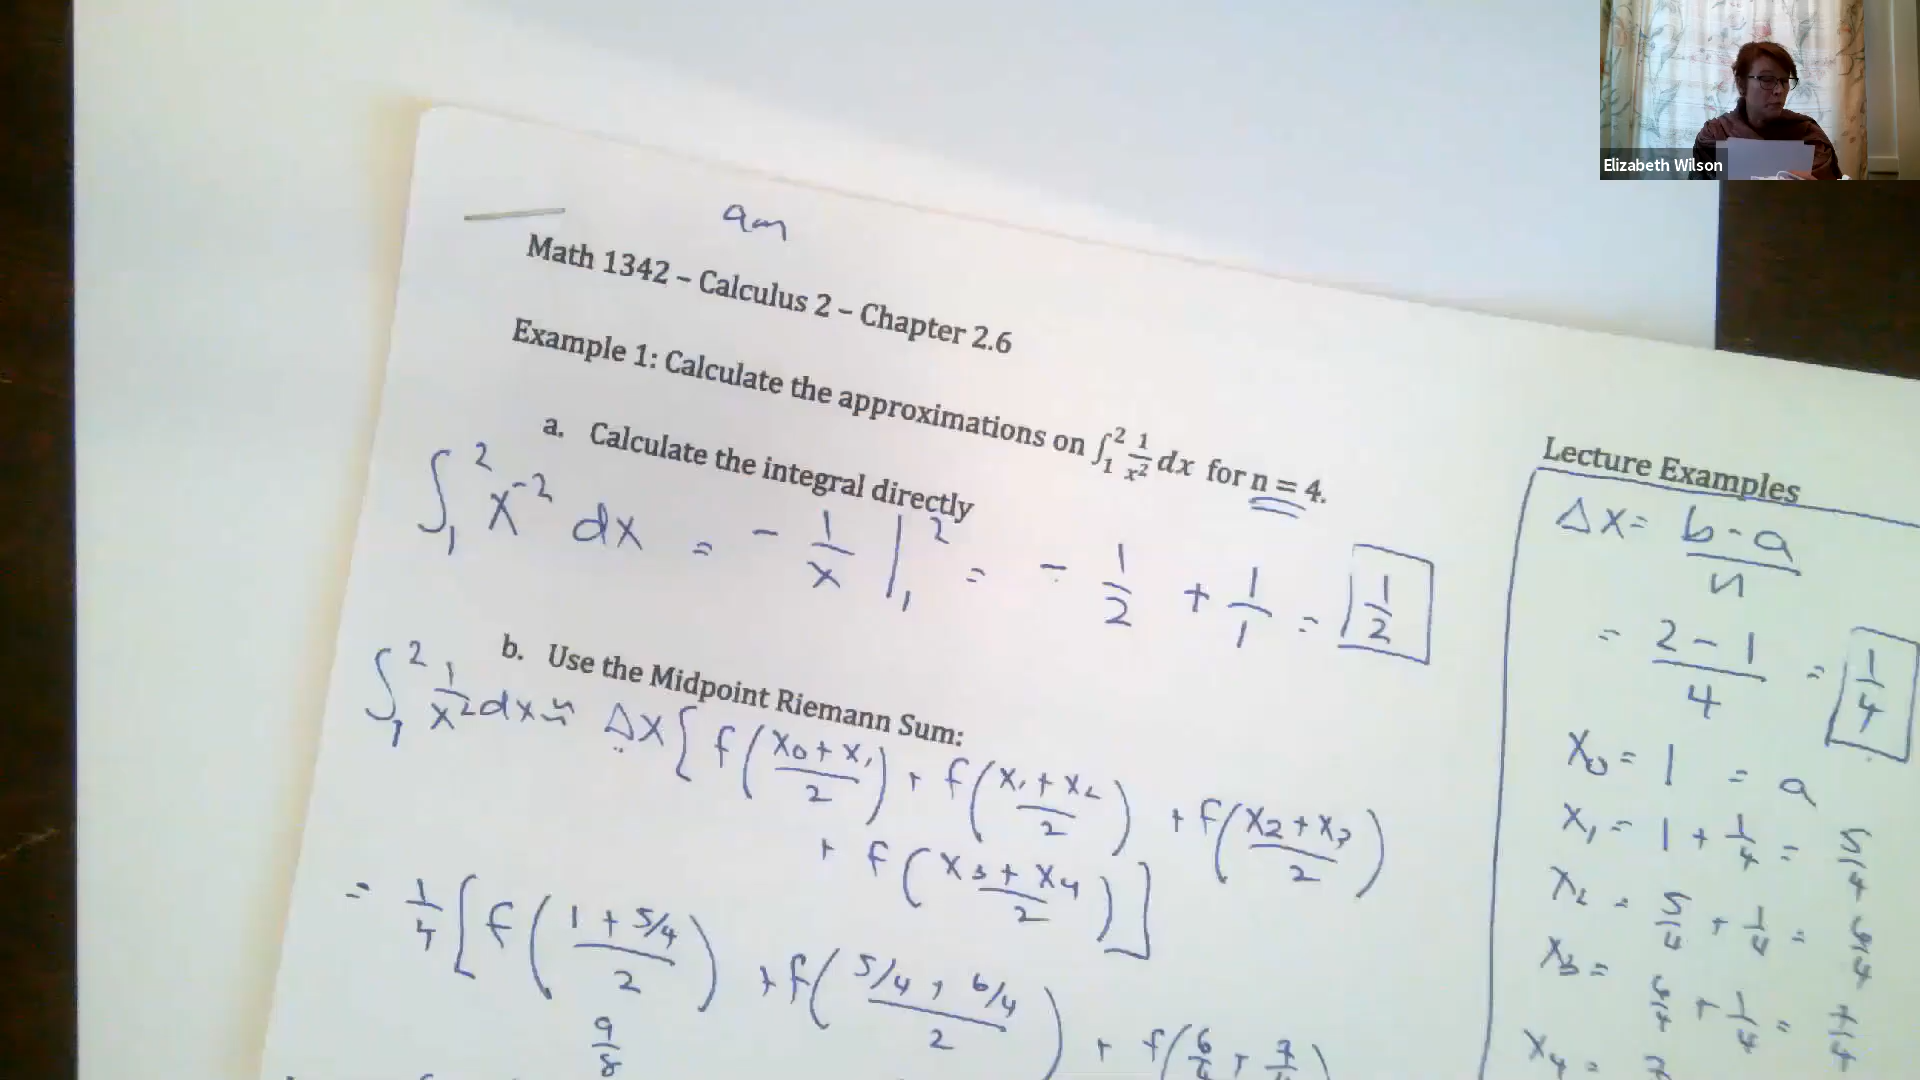 Elizabeth Wilson
am
Math 1342 – Calculus 2 – Chapter 2.6
Example 1: Calculate the approximations on ∫₁² 1/x² dx for n = 4.
a. Calculate the integral directly
∫₁² x⁻² dx = - 1/x |₁² = - 1/2 + 1/1 = 1/2
b. Use the Midpoint Riemann Sum:
∫₁² 1/x² dx ≈ Δx [ f( (x₀ + x₁)/2 ) + f( (x₁ + x₂)/2 ) + f( (x₂ + x₃)/2 )
+ f( (x₃ + x₄)/2 ) ]
= 1/4 [ f( (1 + 5/4)/2 ) + f( (5/4 + 6/4)/2 ) + f( 6/4 + 7/4 )
9/8
Lecture Examples
Δx = (b - a)/n
= (2 - 1)/4 = 1/4
x₀ = 1 = a
x₁ = 1 + 1/4 = 5/4
x₂ = 5/4 + 1/4 = 6/4
x₃ = 6/4 + 1/4 = 7/4
x₄ = 7